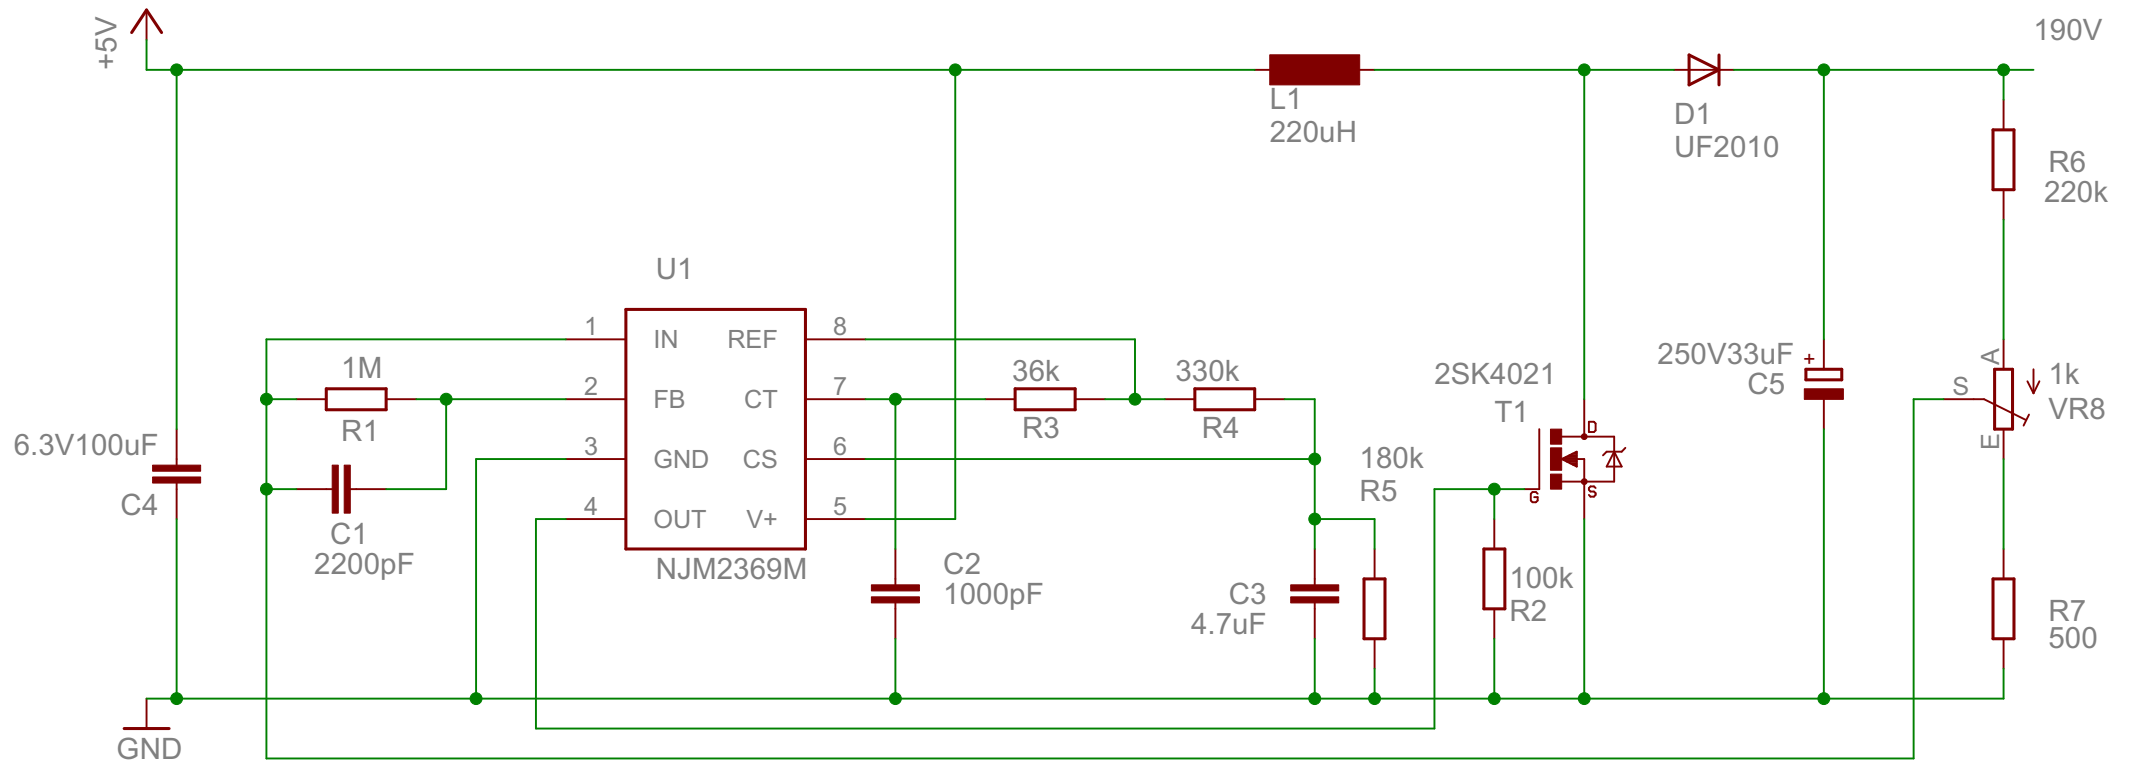 +5V
190V
L1
220uH
D1
UF2010
R6
220k
U1
1
IN
REF
8
1M
2
FB
CT
7
R1
36k
R3
330k
R4
2SK4021
T1
250V33uF
+
C5
A
S
E
1k
VR8
6.3V100uF
C4
3
GND
CS
6
180k
R5
D
G
S
4
OUT
V+
5
C1
2200pF
NJM2369M
C2
1000pF
C3
4.7uF
100k
R2
R7
500
GND